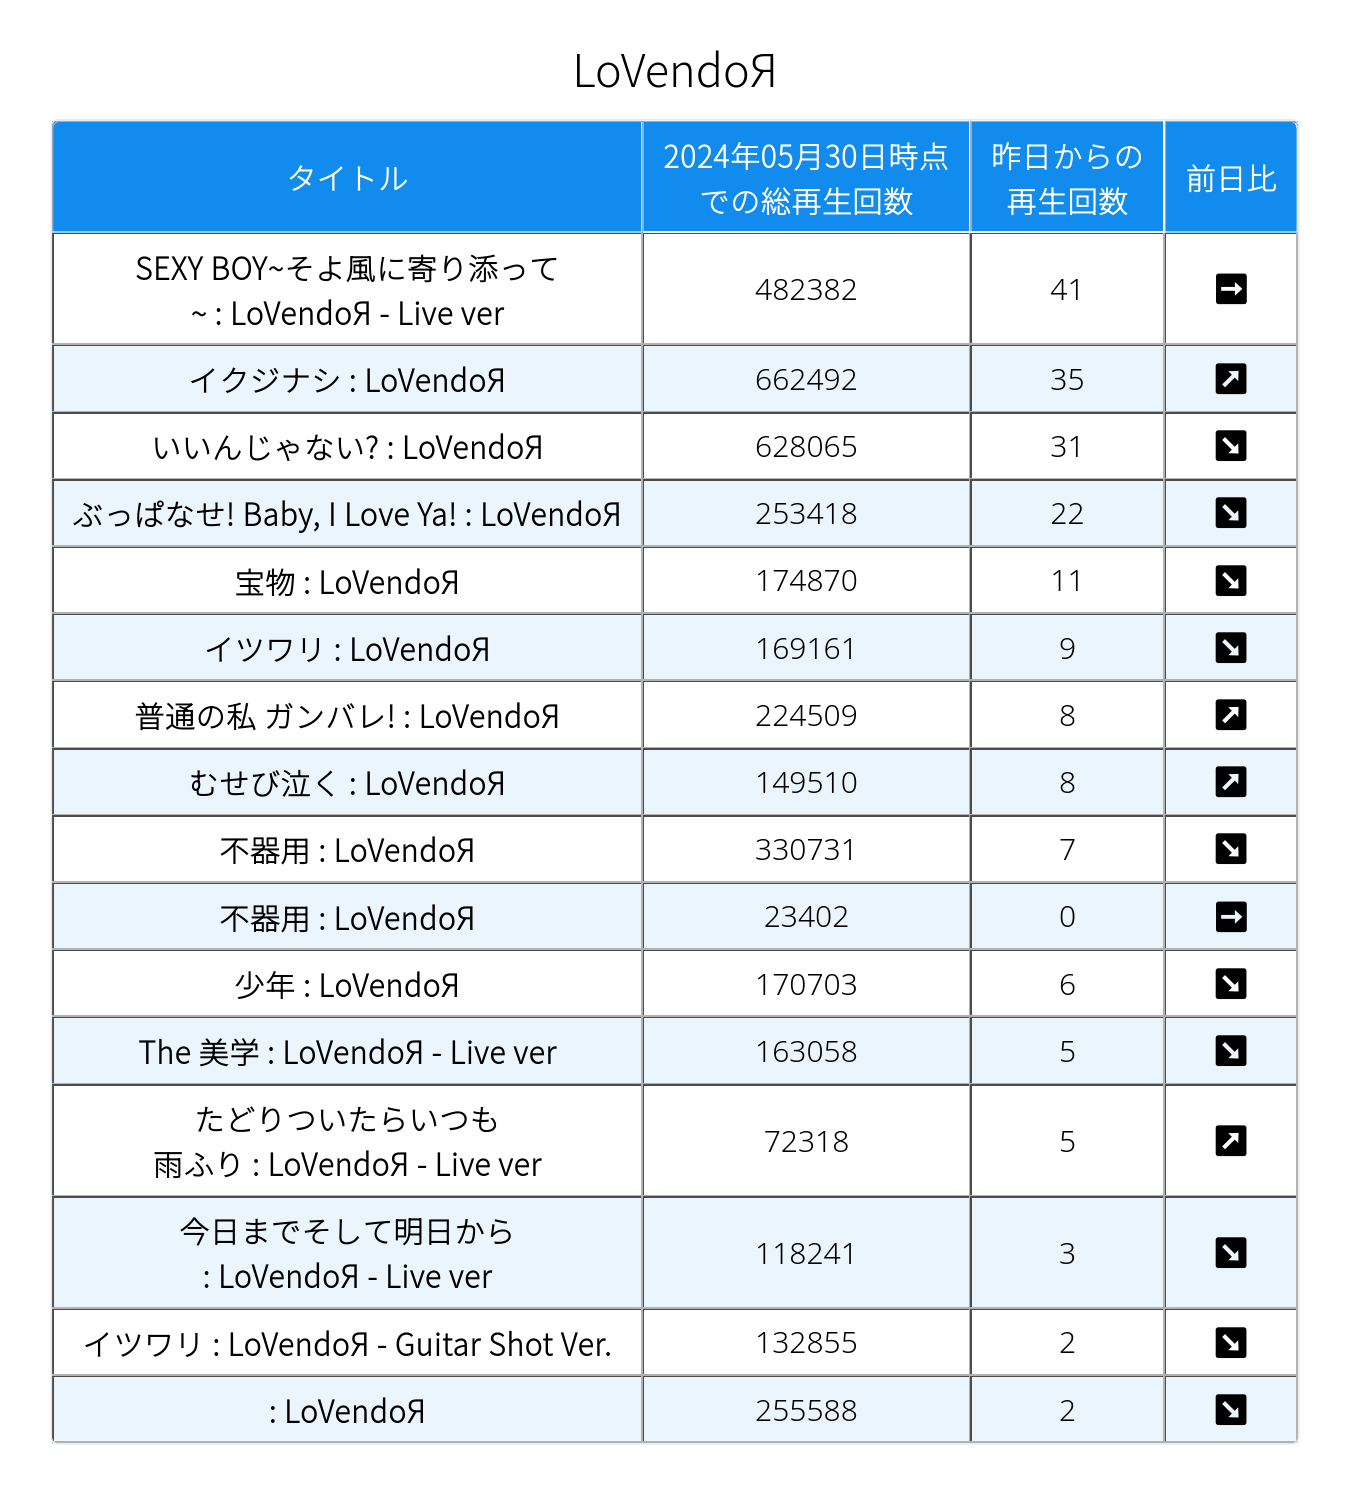 LoVendoЯ
タイトル
2024年05月30日時点
での総再生回数
昨日からの
再生回数
前日比
SEXY BOY~そよ風に寄り添って
~ : LoVendoЯ - Live ver
482382
41
イクジナシ : LoVendoЯ
662492
35
いいんじゃない? : LoVendoЯ
628065
31
ぶっぱなせ! Baby, I Love Ya! : LoVendoЯ
253418
22
宝物 : LoVendoЯ
174870
11
イツワリ : LoVendoЯ
169161
9
普通の私 ガンバレ! : LoVendoЯ
224509
8
むせび泣く : LoVendoЯ
149510
8
不器用 : LoVendoЯ
330731
7
不器用 : LoVendoЯ
23402
0
少年 : LoVendoЯ
170703
6
The 美学 : LoVendoЯ - Live ver
163058
5
たどりついたらいつも
雨ふり : LoVendoЯ - Live ver
72318
5
今日までそして明日から
: LoVendoЯ - Live ver
118241
3
イツワリ : LoVendoЯ - Guitar Shot Ver.
132855
2
: LoVendoЯ
255588
2